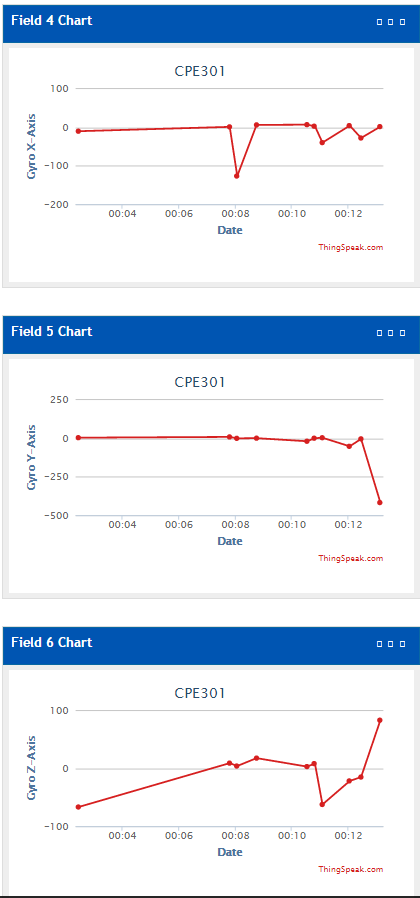 Field 4 Chart
CPE301
100
0
-100
-200
Gyro X-Axis
00:04 00:06 00:08 00:10 00:12
Date
ThingSpeak.com
Field 5 Chart
CPE301
250
0
-250
-500
Gyro Y-Axis
00:04 00:06 00:08 00:10 00:12
Date
ThingSpeak.com
Field 6 Chart
CPE301
100
0
-100
Gyro Z-Axis
00:04 00:06 00:08 00:10 00:12
Date
ThingSpeak.com